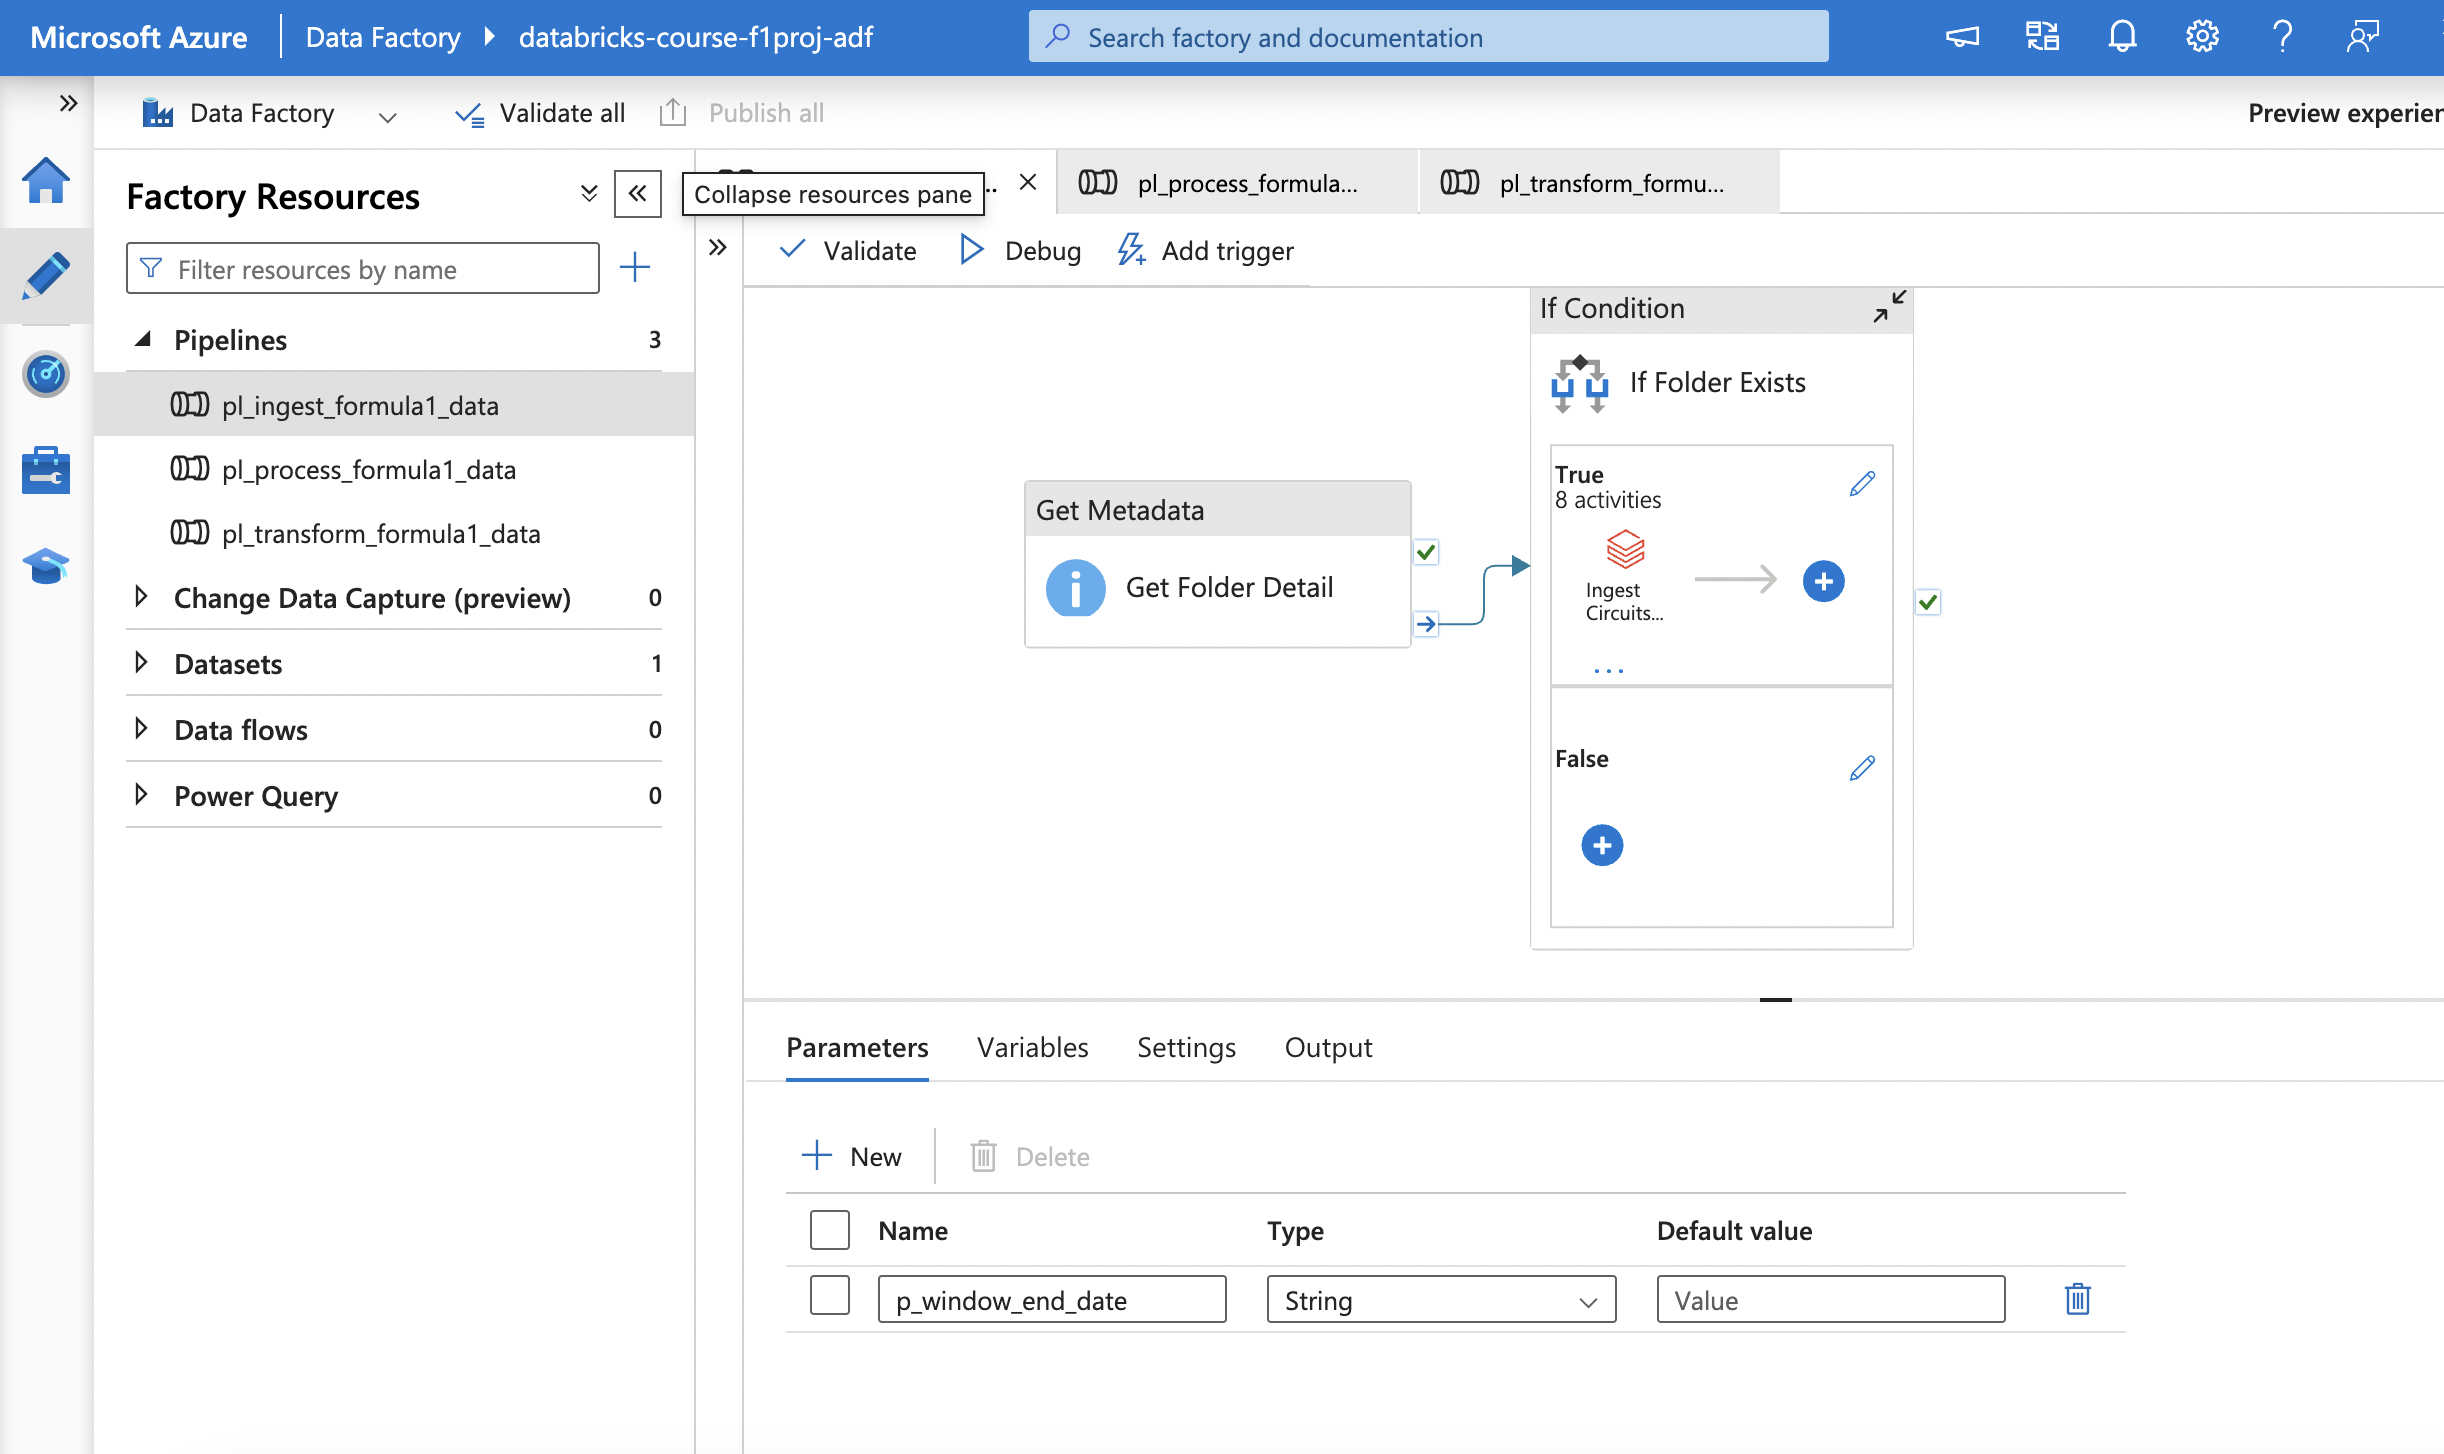 Microsoft Azure
Data Factory
databricks-course-f1proj-adf
Search factory and documentation
Data Factory
Validate all
Publish all
Preview experien
Factory Resources
Collapse resources pane
...
pl_process_formula...
pl_transform_formu...
Filter resources by name
Validate
Debug
Add trigger
Pipelines
3
pl_ingest_formula1_data
pl_process_formula1_data
pl_transform_formula1_data
Change Data Capture (preview)
0
Datasets
1
Data flows
0
Power Query
0
If Condition
If Folder Exists
Get Metadata
Get Folder Detail
True
8 activities
Ingest
Circuits...
...
False
Parameters
Variables
Settings
Output
New
Delete
Name
Type
Default value
p_window_end_date
String
Value